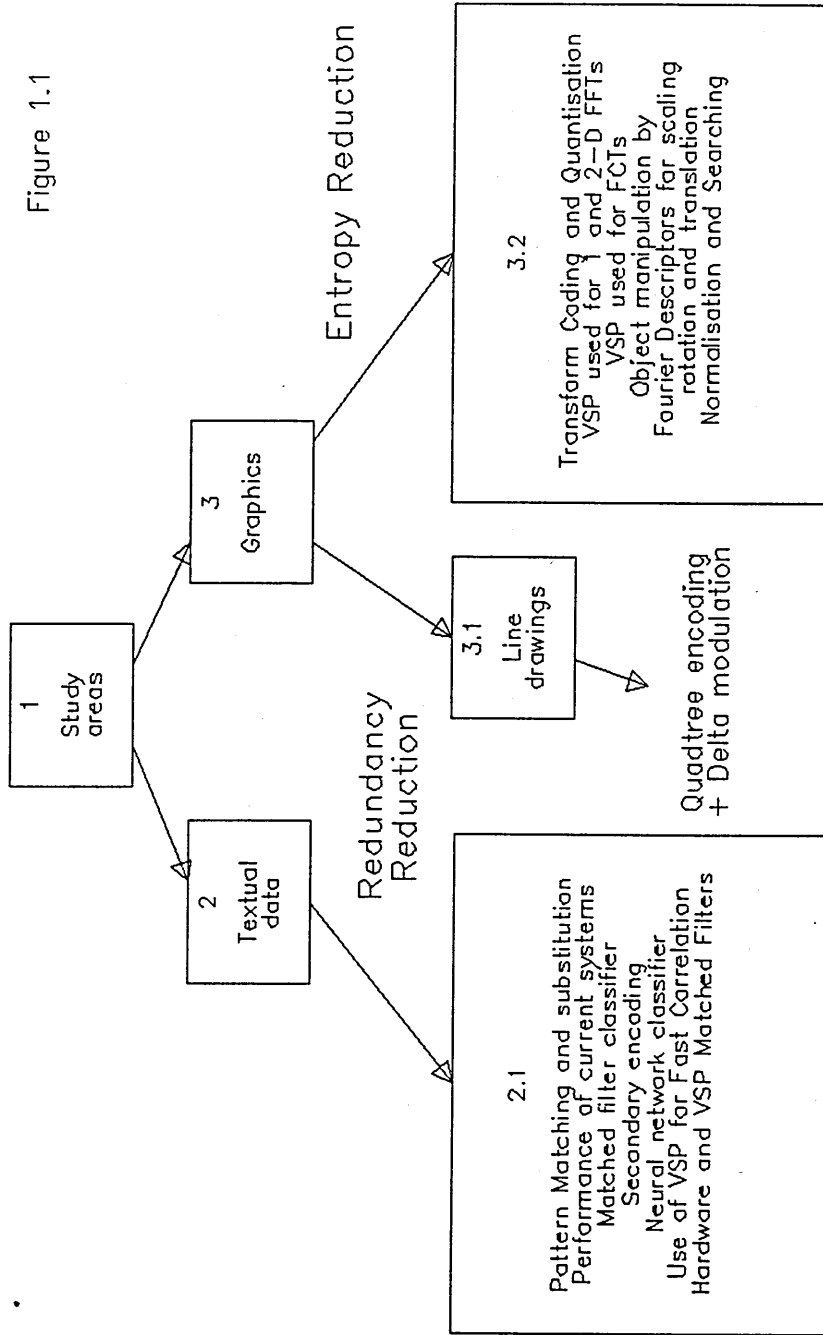 Figure 1.1
1
Study
areas
2
Textual
data
3
Graphics
Redundancy
Reduction
Entropy Reduction
2.1
Pattern Matching and substitution
Performance of current systems
Matched filter classifier
Secondary encoding
Neural network classifier
Use of VSP for Fast Correlation
Hardware and VSP Matched Filters
3.1
Line
drawings
Quadtree encoding
+ Delta modulation
3.2
Transform Coding and Quantisation
VSP used for 1 and 2-D FFTs
VSP used for FCTs
Object manipulation by
Fourier Descriptors for scaling
rotation and translation
Normalisation and Searching